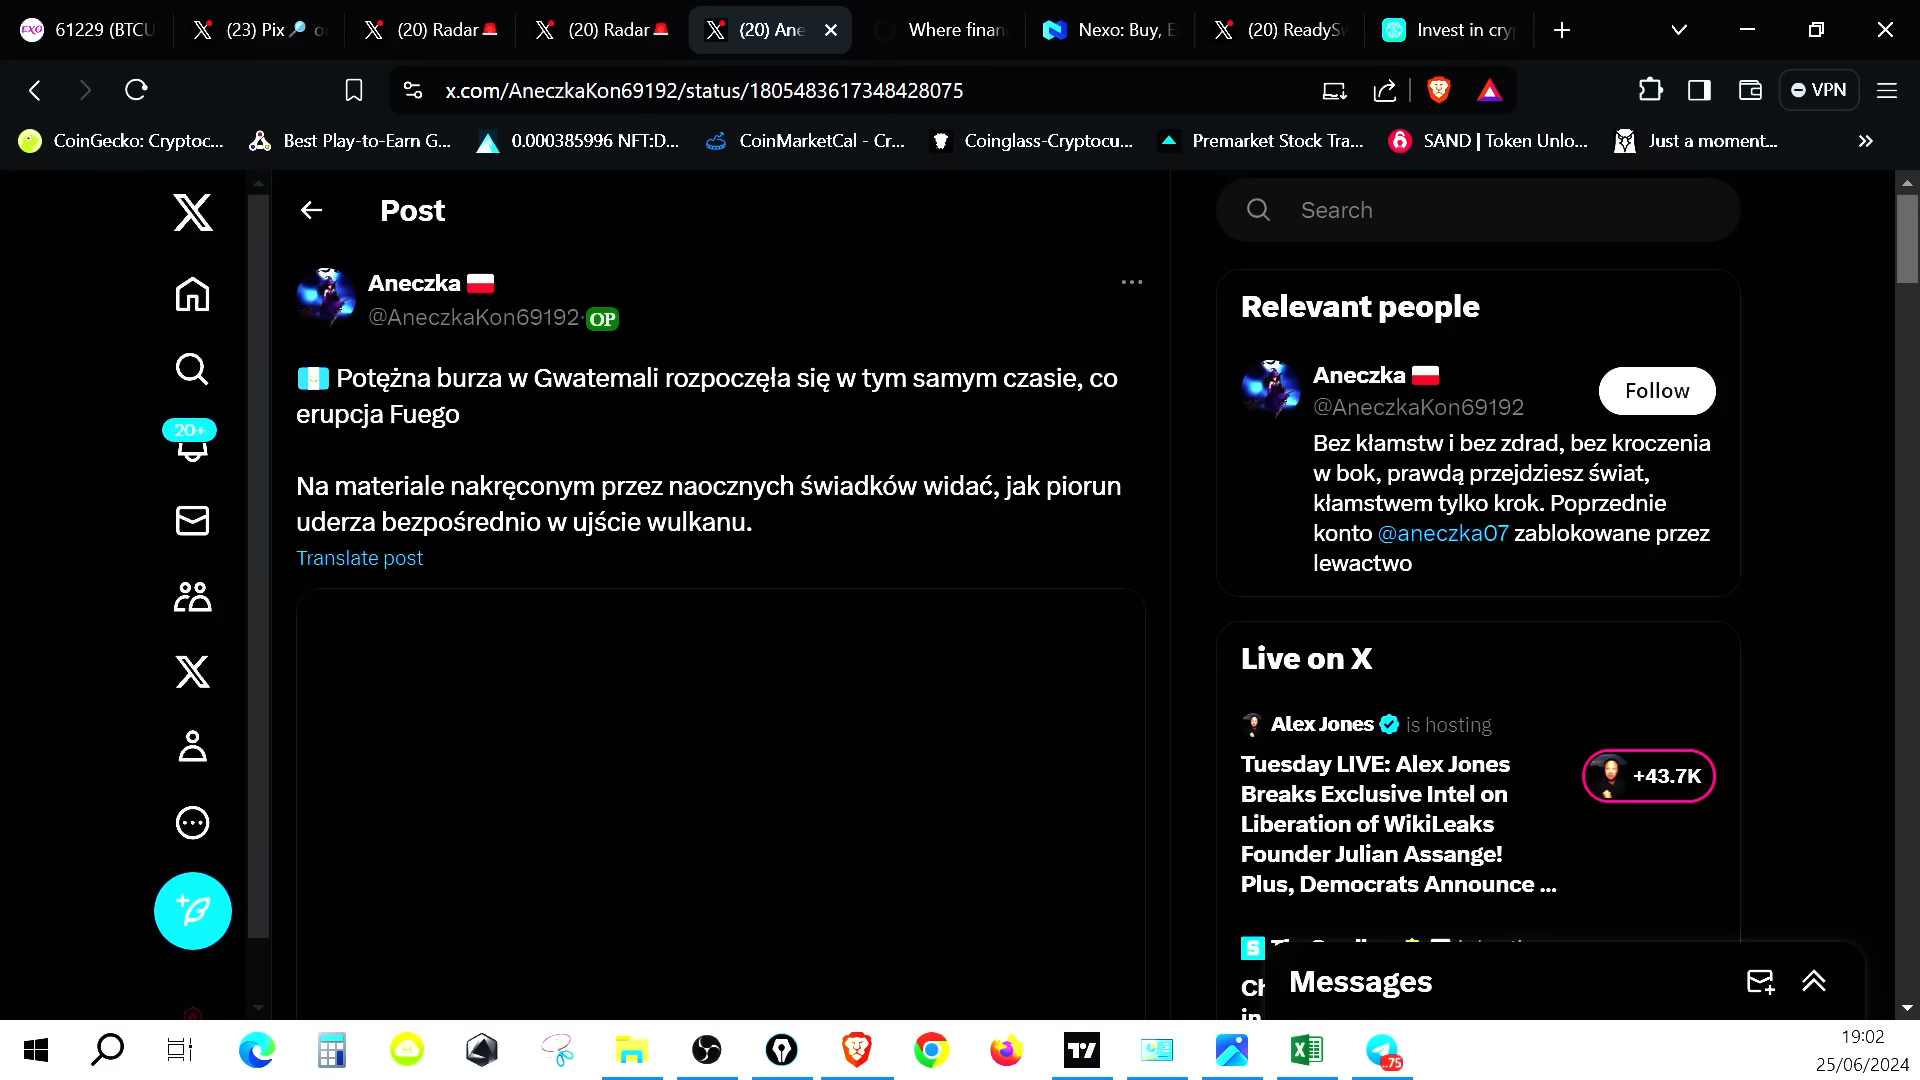 61229 (BTCU
(23) Pix
(20) Radar
(20) Radar
(20) Ane
Where finan
Nexo: Buy, E
(20) ReadySw
Invest in cry
x.com/AneczkaKon69192/status/1805483617348428075
VPN
CoinGecko: Cryptoc...
Best Play-to-Earn G...
0.000385996 NFT:D...
CoinMarketCal - Cr...
Coinglass-Cryptocu...
Premarket Stock Tra...
SAND | Token Unlo...
Just a moment...
Post
Search
Aneczka
@AneczkaKon69192· OP
Potężna burza w Gwatemali rozpoczęła się w tym samym czasie, co
erupcja Fuego
Na materiale nakręconym przez naocznych świadków widać, jak piorun
uderza bezpośrednio w ujście wulkanu.
Translate post
20+
Relevant people
Aneczka
@AneczkaKon69192
Follow
Bez kłamstw i bez zdrad, bez kroczenia
w bok, prawdą przejdziesz świat,
kłamstwem tylko krok. Poprzednie
konto @aneczka07 zablokowane przez
lewactwo
Live on X
Alex Jones is hosting
Tuesday LIVE: Alex Jones
Breaks Exclusive Intel on
Liberation of WikiLeaks
Founder Julian Assange!
Plus, Democrats Announce ...
+43.7K
Messages
19:02
25/06/2024